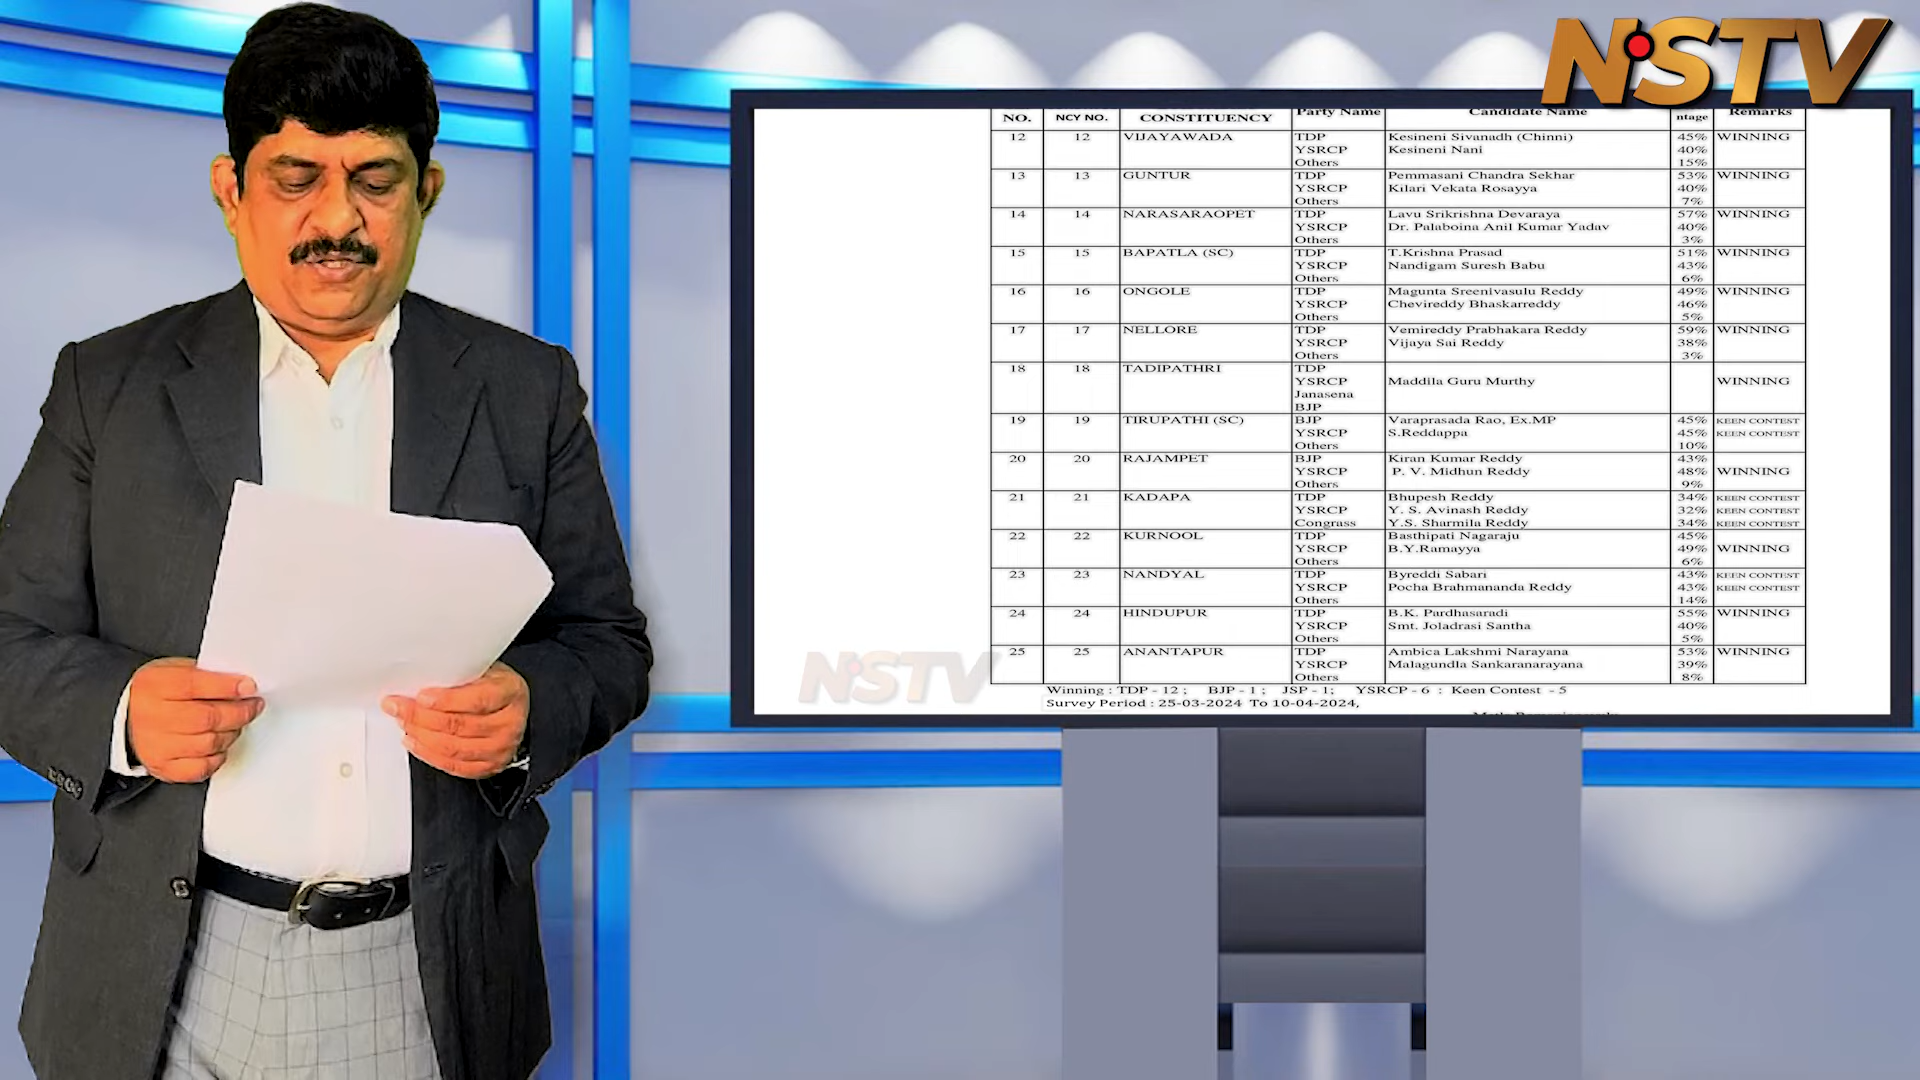 NSTV
NO. NCY NO. CONSTITUENCY Party Name Candidate Name ntage Remarks
12 12 VIJAYAWADA TDP Kesineni Sivanadh (Chinni) 45% WINNING
YSRCP Kesineni Nani 40%
Others 15%
13 13 GUNTUR TDP Pemmasani Chandra Sekhar 53% WINNING
YSRCP Kilari Vekata Rosayya 40%
Others 7%
14 14 NARASARAOPET TDP Lavu Srikrishna Devaraya 57% WINNING
YSRCP Dr. Palaboina Anil Kumar Yadav 40%
Others 3%
15 15 BAPATLA (SC) TDP T.Krishna Prasad 51% WINNING
YSRCP Nandigam Suresh Babu 43%
Others 6%
16 16 ONGOLE TDP Magunta Sreenivasulu Reddy 49% WINNING
YSRCP Chevireddy Bhaskarreddy 46%
Others 5%
17 17 NELLORE TDP Vemireddy Prabhakara Reddy 59% WINNING
YSRCP Vijaya Sai Reddy 38%
Others 3%
18 18 TADIPATHRI TDP
YSRCP Maddila Guru Murthy WINNING
Janasena
BJP
19 19 TIRUPATHI (SC) BJP Varaprasada Rao, Ex.MP 45% KEEN CONTEST
YSRCP S.Reddappa 45% KEEN CONTEST
Others 10%
20 20 RAJAMPET BJP Kiran Kumar Reddy 43%
YSRCP P. V. Midhun Reddy 48% WINNING
Others 9%
21 21 KADAPA TDP Bhupesh Reddy 34% KEEN CONTEST
YSRCP Y. S. Avinash Reddy 32% KEEN CONTEST
Congrass Y.S. Sharmila Reddy 34% KEEN CONTEST
22 22 KURNOOL TDP Basthipati Nagaraju 45%
YSRCP B.Y.Ramayya 49% WINNING
Others 6%
23 23 NANDYAL TDP Byreddi Sabari 43% KEEN CONTEST
YSRCP Pocha Brahmananda Reddy 43% KEEN CONTEST
Others 14%
24 24 HINDUPUR TDP B.K. Pardhasaradi 55% WINNING
YSRCP Smt. Joladrasi Santha 40%
Others 5%
25 25 ANANTAPUR TDP Ambica Lakshmi Narayana 53% WINNING
YSRCP Malagundla Sankaranarayana 39%
Others 8%
Winning : TDP - 12 ; BJP - 1 ; JSP - 1; YSRCP - 6 : Keen Contest - 5
Survey Period : 25-03-2024 To 10-04-2024,
NSTV